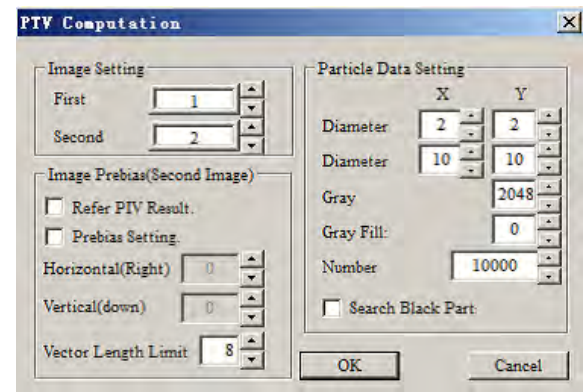 PTV Computation
Image Setting
First 1
Second 2
Image Prebias(Second Image)
Refer PIV Result.
Prebias Setting.
Horizontal(Right) 0
Vertical(down) 0
Vector Length Limit 8
Particle Data Setting
X Y
Diameter 2 2
Diameter 10 10
Gray 2048
Gray Fill: 0
Number 10000
Search Black Part
OK Cancel